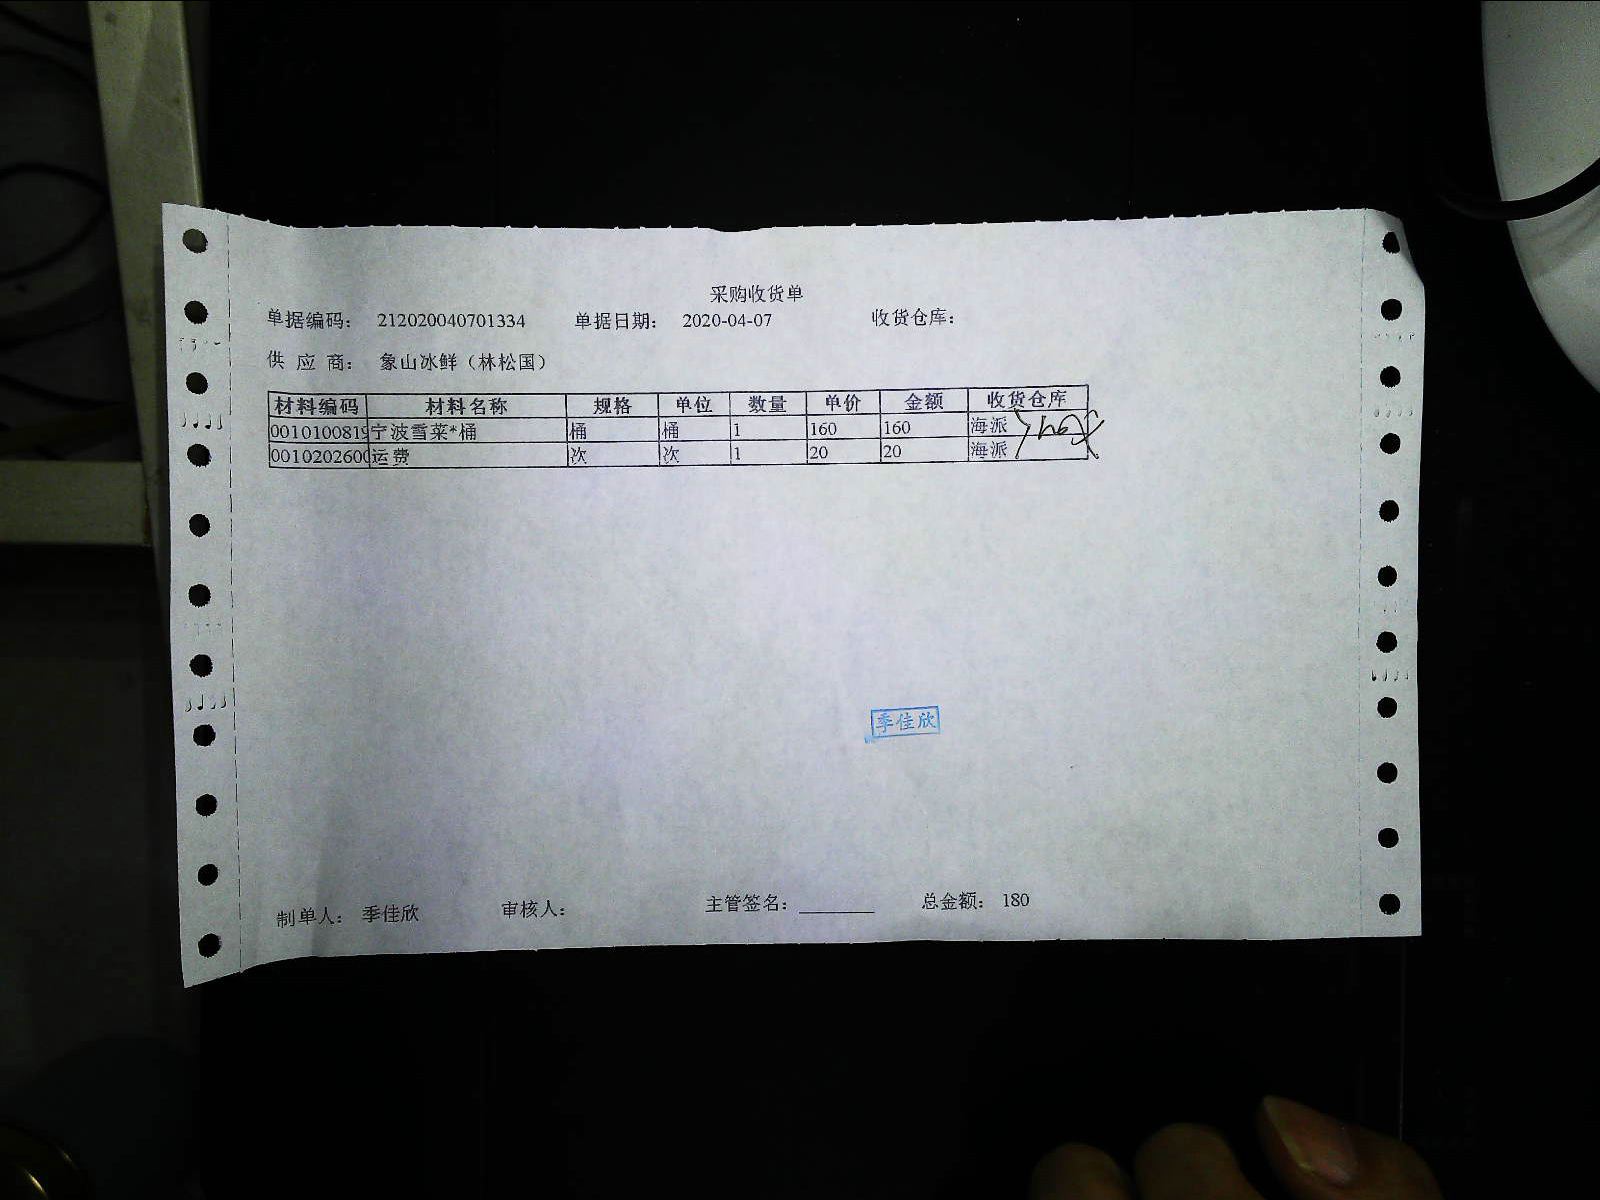 采购收货单
单据编码： 212020040701334 单据日期： 2020-04-07 收货仓库：
供 应 商： 象山冰鲜（林松国）
材料编码 材料名称 规格 单位 数量 单价 金额 收货仓库
0010100819 宁波雪菜*桶 桶 桶 1 160 160 海派
0010202600 运费 次 次 1 20 20 海派
季佳欣
制单人： 季佳欣 审核人： 主管签名： 总金额： 180